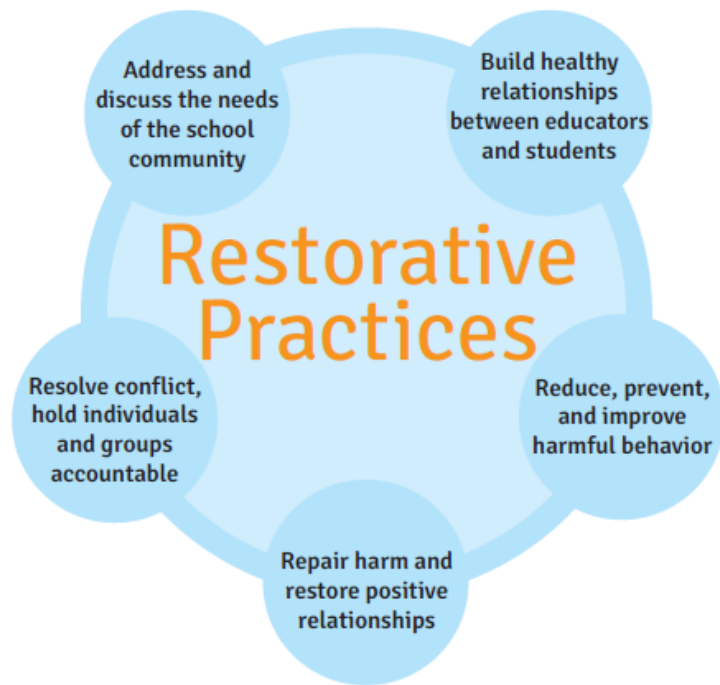 Address and
discuss the needs
of the school
community
Build healthy
relationships
between educators
and students
Restorative
Practices
Resolve conflict,
hold individuals
and groups
accountable
Reduce, prevent,
and improve
harmful behavior
Repair harm and
restore positive
relationships